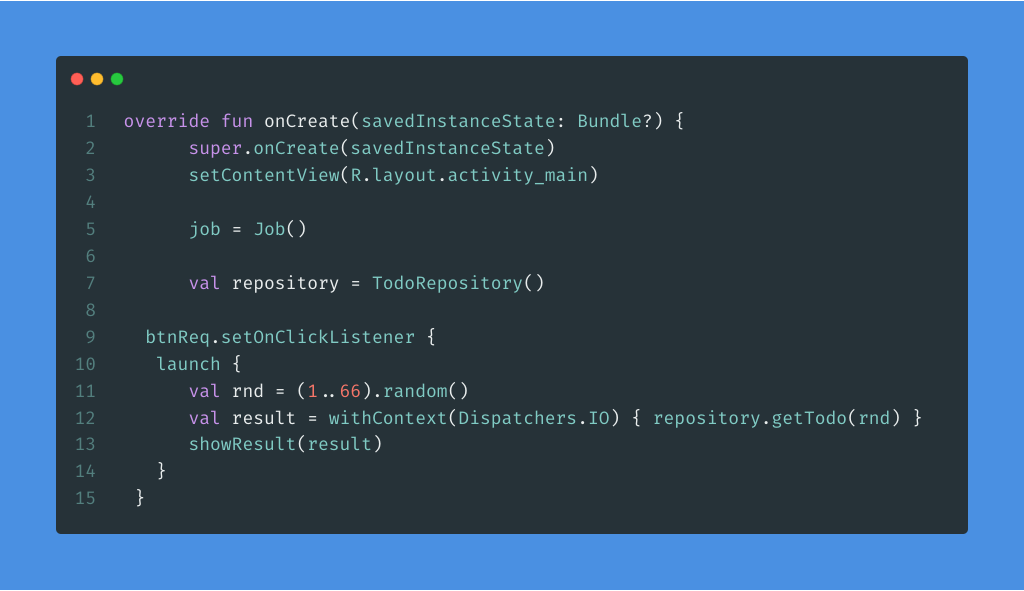 1 override fun onCreate(savedInstanceState: Bundle?) {
2 super.onCreate(savedInstanceState)
3 setContentView(R.layout.activity_main)
4
5 job = Job()
6
7 val repository = TodoRepository()
8
9 btnReq.setOnClickListener {
10 launch {
11 val rnd = (1..66).random()
12 val result = withContext(Dispatchers.IO) { repository.getTodo(rnd) }
13 showResult(result)
14 }
15 }